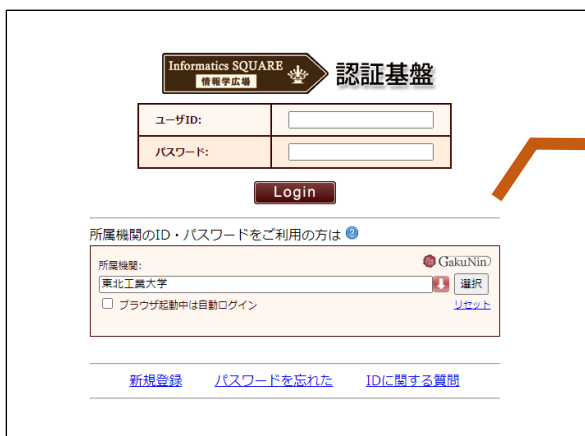 Informatics SQUARE
情報学広場
認証基盤
ユーザID:
パスワード:
Login
所属機関のID・パスワードをご利用の方は ?
所属機関:
GakuNin
東北工業大学
選択
ブラウザ起動中は自動ログイン
リセット
新規登録 パスワードを忘れた IDに関する質問